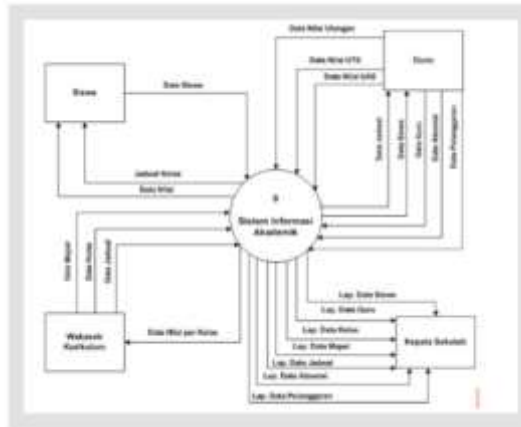 Data Nilai Ulangan
Data Nilai UTS
Data Nilai UAS
Guru
Siswa
Data Siswa
Jadwal Kelas
Data Nilai
Data Jadwal
Data Siswa
Data Guru
Data Absensi
Data Pelanggaran
0
Sistem Informasi
Akademik
Data Mapel
Data Kelas
Data Jadwal
Wakasek
Kurikulum
Data Nilai per Kelas
Lap. Data Siswa
Lap. Data Guru
Lap. Data Kelas
Lap. Data Mapel
Lap. Data Jadwal
Lap. Data Absensi
Lap. Data Pelanggaran
Kepala Sekolah